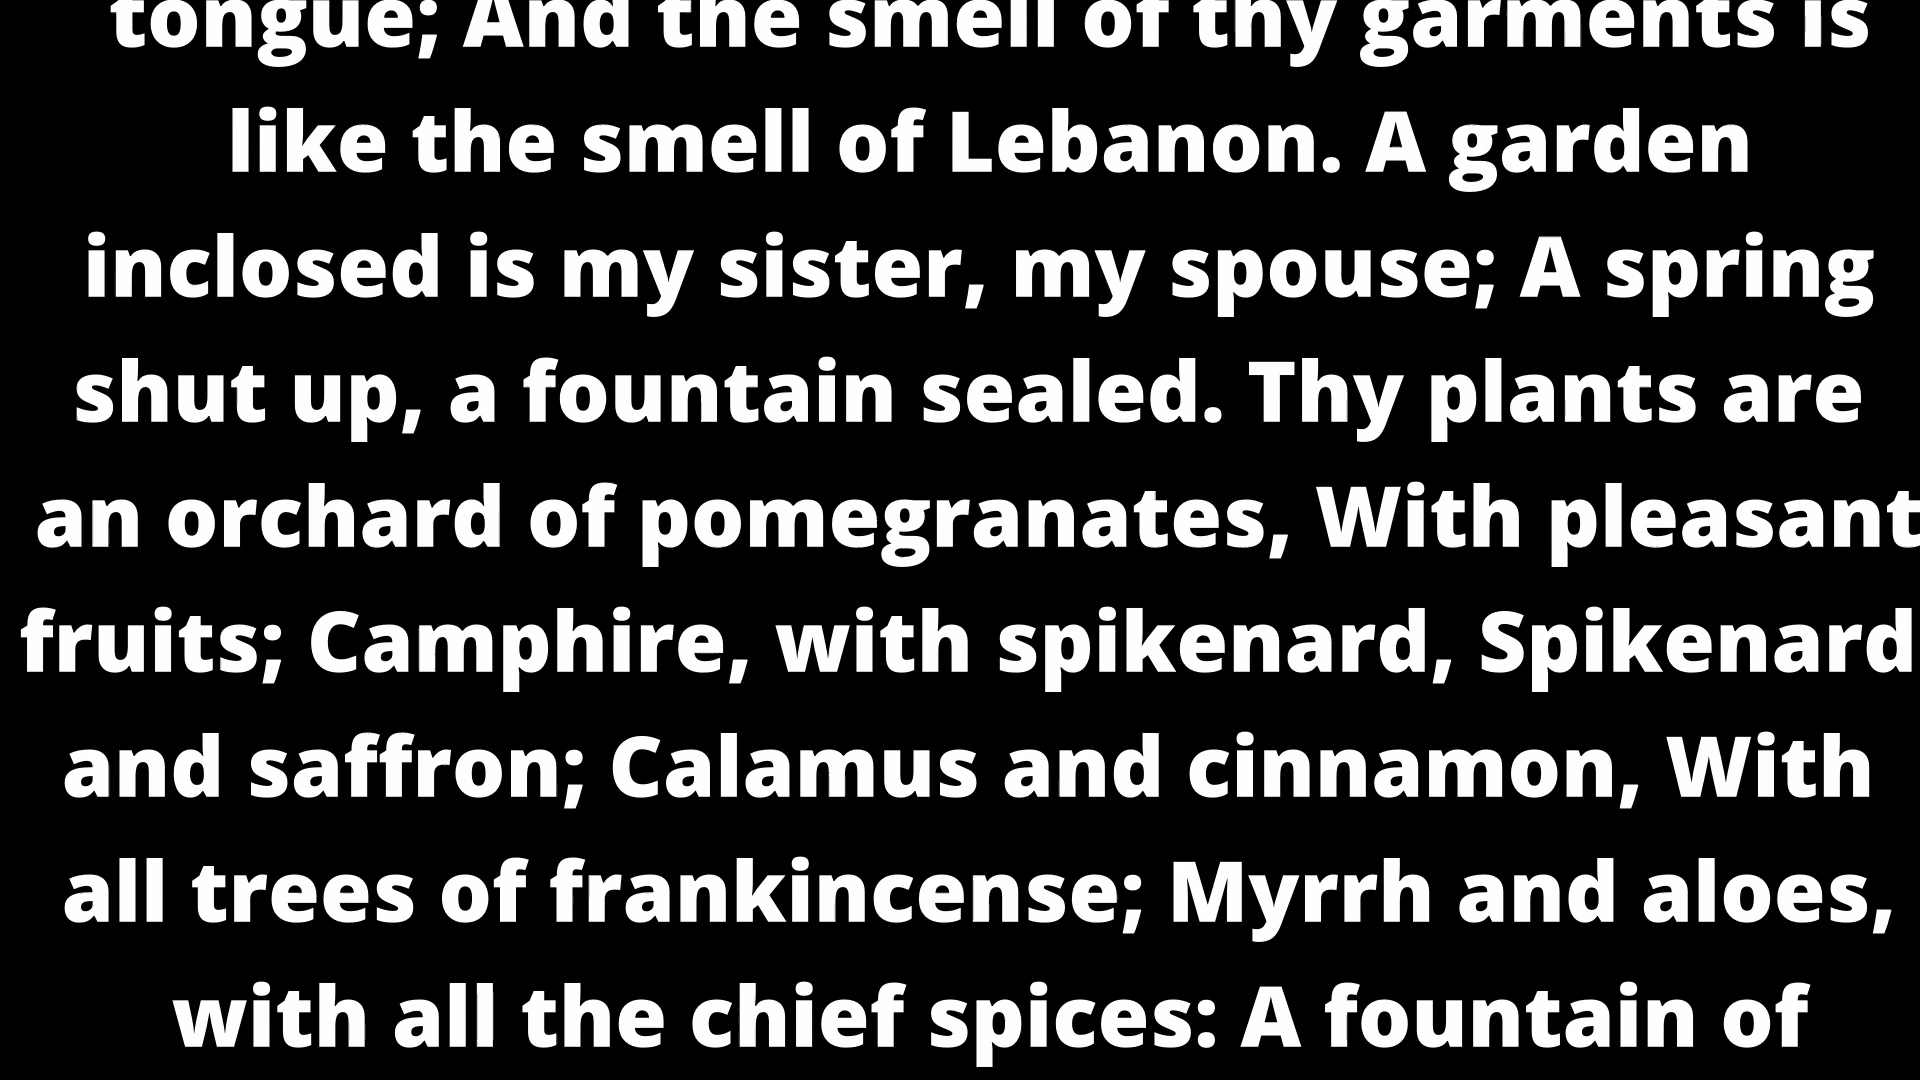 tongue; And the smell of thy garments is
like the smell of Lebanon. A garden
inclosed is my sister, my spouse; A spring
shut up, a fountain sealed. Thy plants are
an orchard of pomegranates, With pleasant
fruits; Camphire, with spikenard, Spikenard
and saffron; Calamus and cinnamon, With
all trees of frankincense; Myrrh and aloes,
with all the chief spices: A fountain of